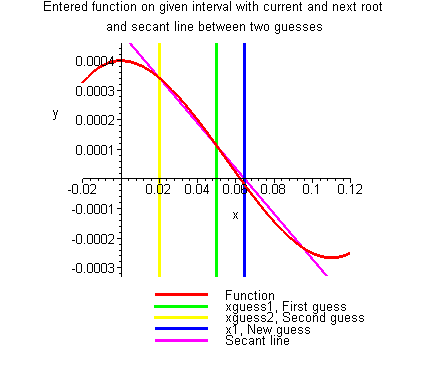 Entered function on given interval with current and next root
and secant line between two guesses
0.0004
0.0003
y
0.0002
0.0001
-0.02
0.02
0.04
0.06
0.08
0.1
0.12
x
-0.0001
-0.0002
-0.0003
Function
xguess1, First guess
xguess2, Second guess
x1, New guess
Secant line